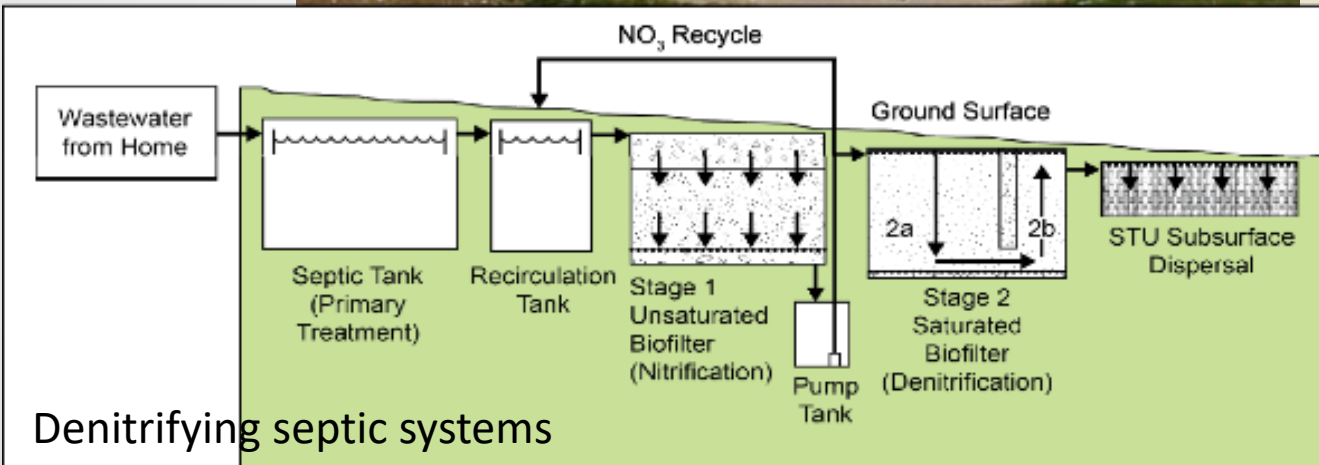 NO₃ Recycle
Wastewater
from Home
Ground Surface
2a
2b
Septic Tank
(Primary
Treatment)
Recirculation
Tank
Stage 1
Unsaturated
Biofilter
(Nitrification)
Pump
Tank
Stage 2
Saturated
Biofilter
(Denitrification)
STU Subsurface
Dispersal
Denitrifying septic systems